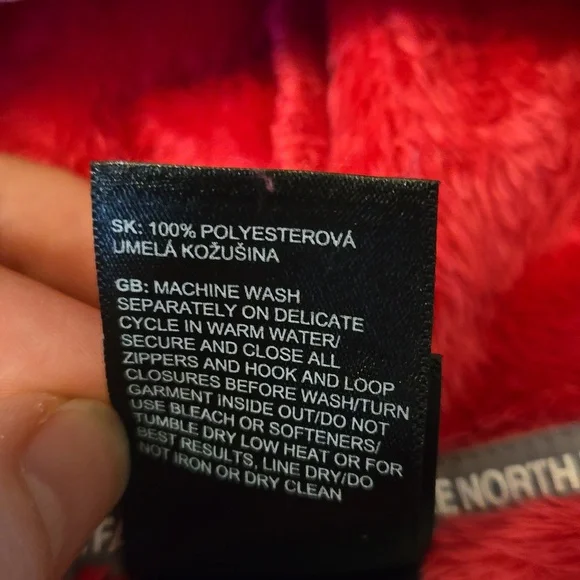 SK: 100% POLYESTEROVÁ
UMELÁ KOŽUŠINA
GB: MACHINE WASH
SEPARATELY ON DELICATE
CYCLE IN WARM WATER/
SECURE AND CLOSE ALL
ZIPPERS AND HOOK AND LOOP
CLOSURES BEFORE WASH/TURN
GARMENT INSIDE OUT/DO NOT
USE BLEACH OR SOFTENERS/
TUMBLE DRY LOW HEAT OR FOR
BEST RESULTS, LINE DRY/DO
NOT IRON OR DRY CLEAN
NORTH